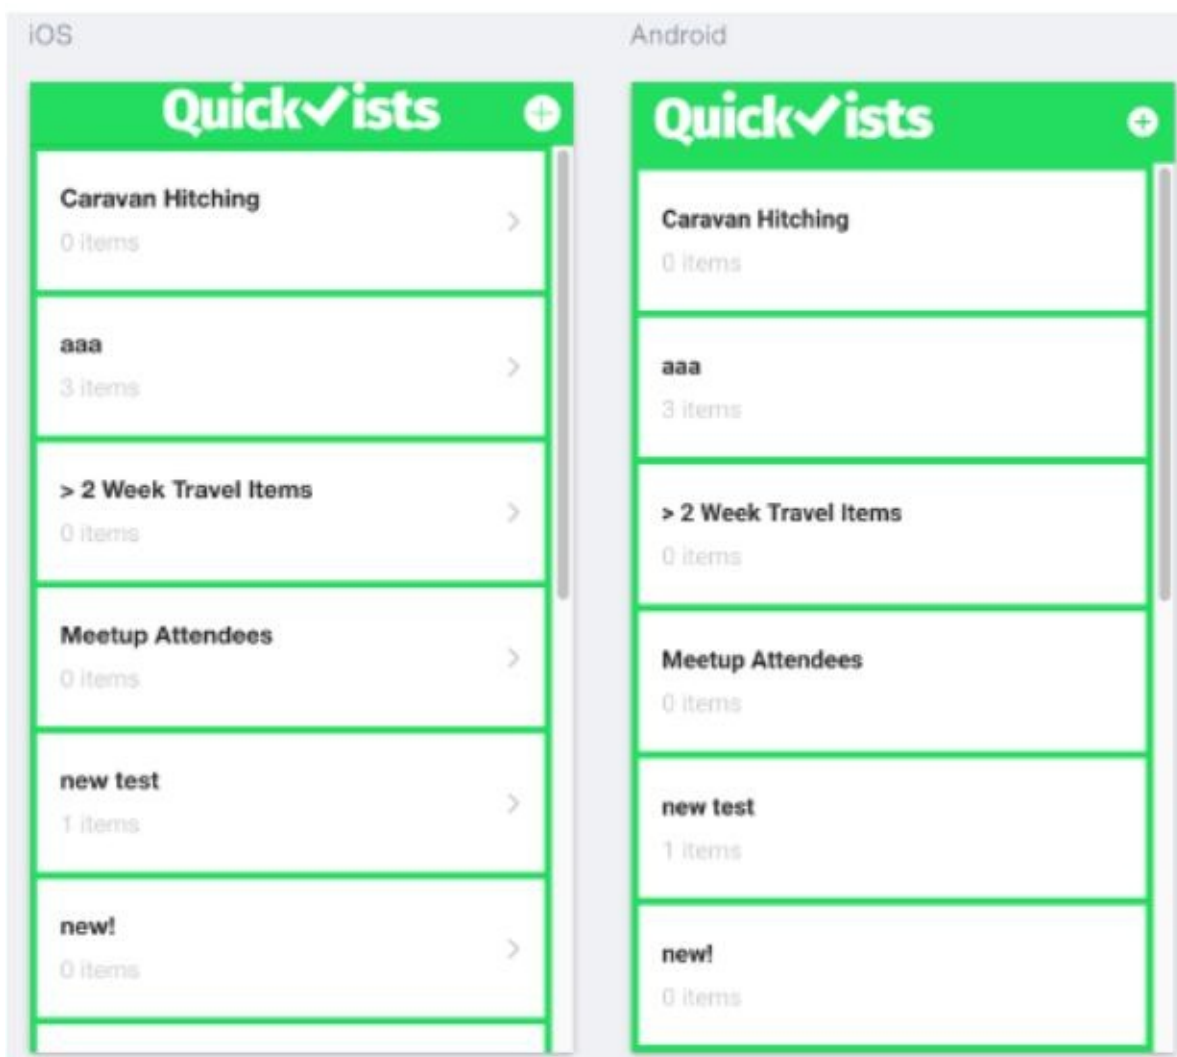 iOS
Quick✓ists
Caravan Hitching
0 items
aaa
3 items
> 2 Week Travel Items
0 items
Meetup Attendees
0 items
new test
1 items
new!
0 items
Android
Quick✓ists
Caravan Hitching
0 items
aaa
3 items
> 2 Week Travel Items
0 items
Meetup Attendees
0 items
new test
1 items
new!
0 items